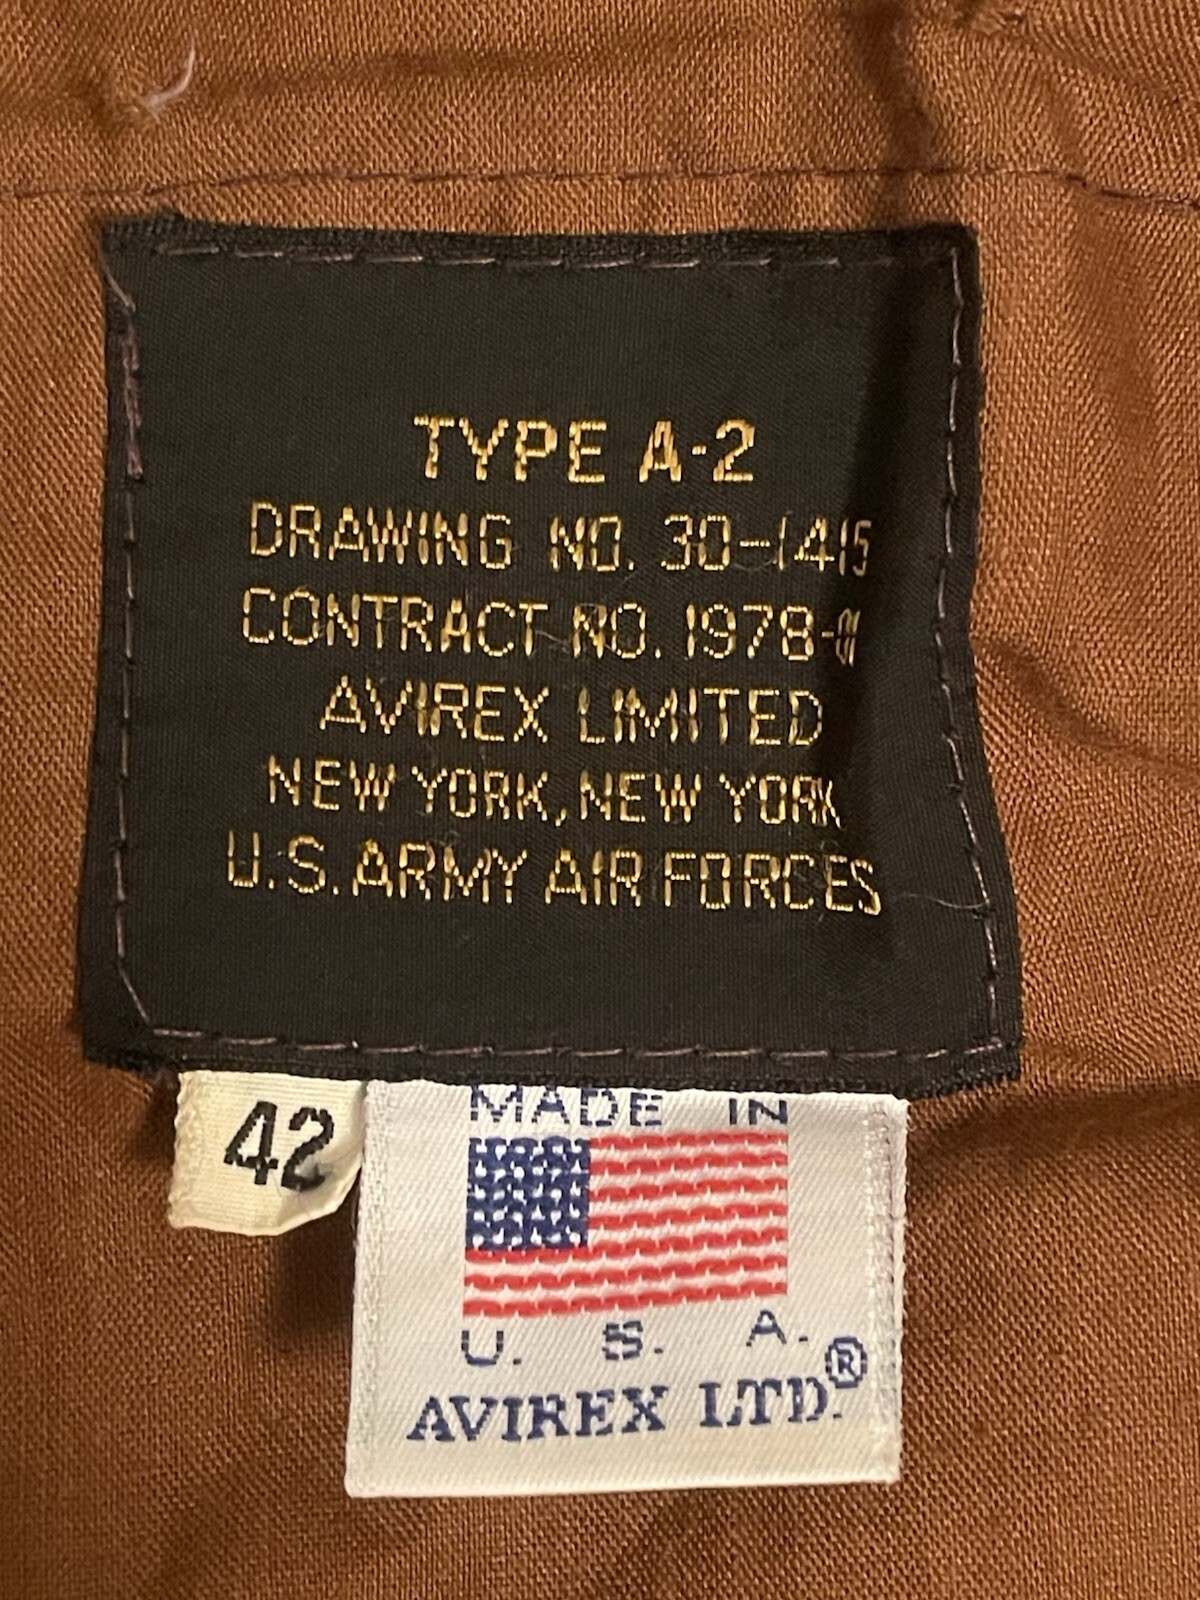 TYPE A-2
DRAWING NO. 30-1415
CONTRACT NO. 1978-
AVIREX LIMITED
NEW YORK, NEW YORK
U.S. ARMY AIR FORCES
42
MADE IN
U. S. A.
AVIREX LTD.®